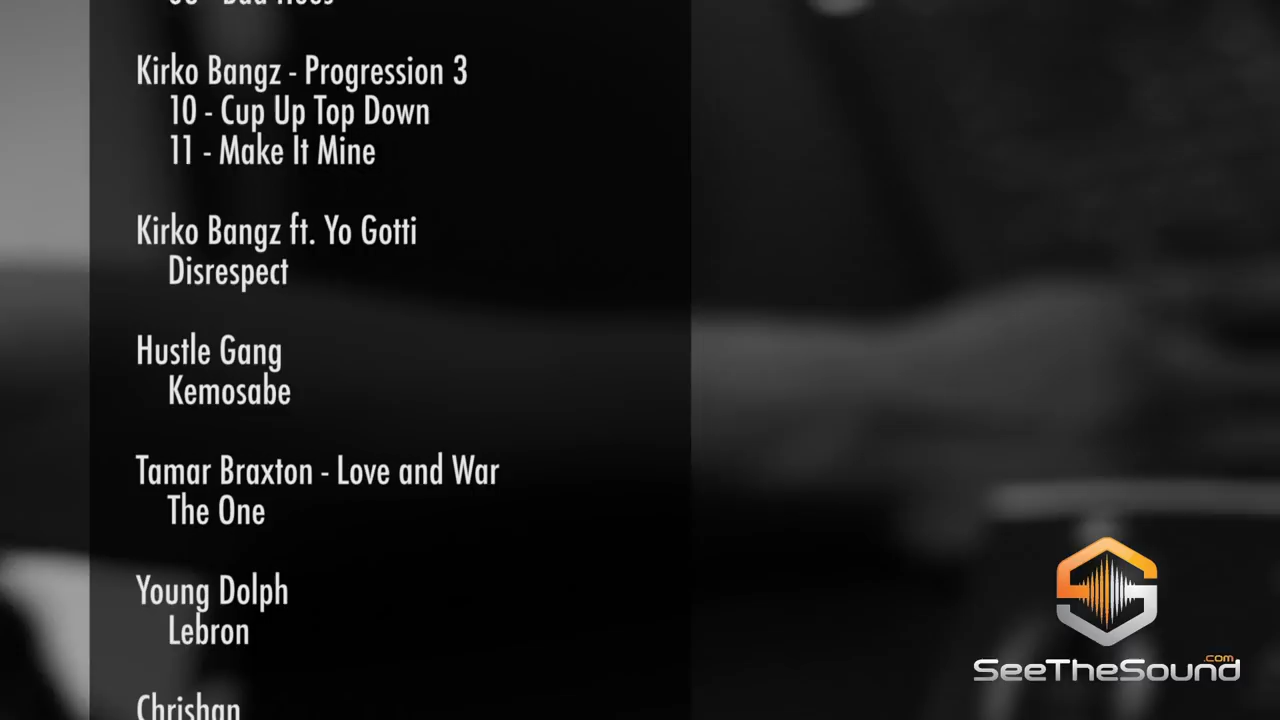 Kirko Bangz - Progression 3
10 - Cup Up Top Down
11 - Make It Mine
Kirko Bangz ft. Yo Gotti
Disrespect
Hustle Gang
Kemosabe
Tamar Braxton - Love and War
The One
Young Dolph
Lebron
Chrishan
SeeTheSound.com